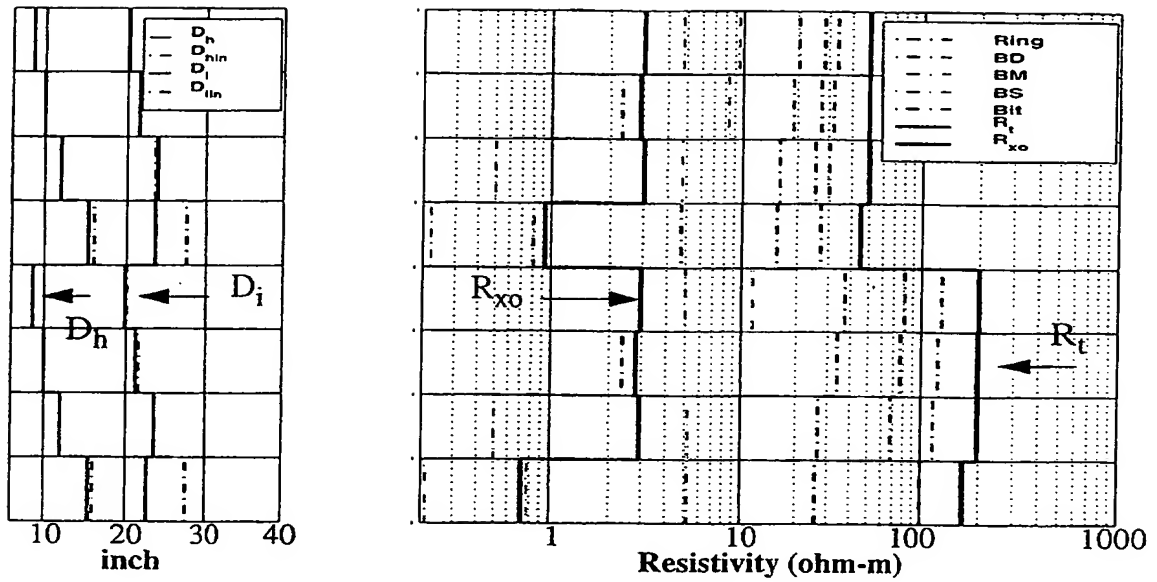 D_h
D_hin
D_i
D_iin
D_i
D_h
10 20 30 40
inch
Ring
BD
BM
BS
Bit
R_t
R_xo
R_xo
R_t
1 10 100 1000
Resistivity (ohm-m)